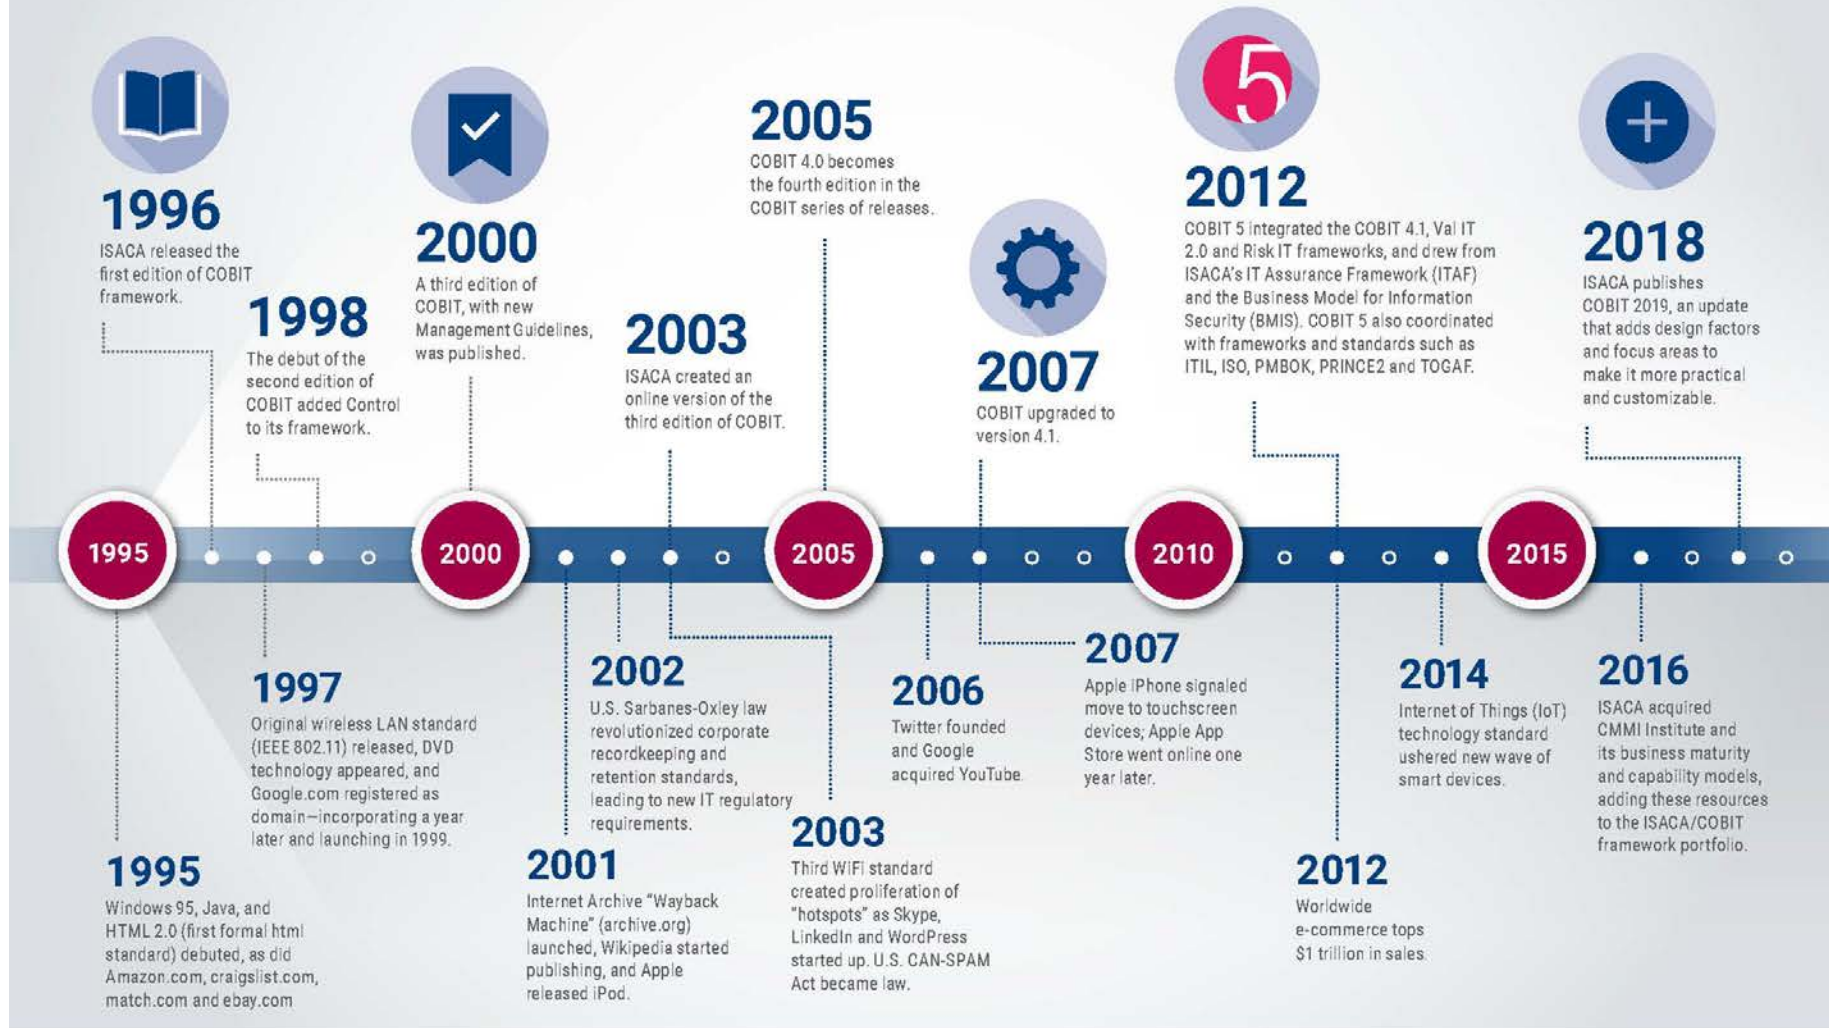 5
1996
ISACA released the
first edition of COBIT
framework.
1998
The debut of the
second edition of
COBIT added Control
to its framework.
2000
A third edition of
COBIT, with new
Management Guidelines,
was published.
2003
ISACA created an
online version of the
third edition of COBIT.
2005
COBIT 4.0 becomes
the fourth edition in the
COBIT series of releases.
2007
COBIT upgraded to
version 4.1.
2012
COBIT 5 integrated the COBIT 4.1, Val IT
2.0 and Risk IT frameworks, and drew from
ISACA's IT Assurance Framework (ITAF)
and the Business Model for Information
Security (BMIS). COBIT 5 also coordinated
with frameworks and standards such as
ITIL, ISO, PMBOK, PRINCE2 and TOGAF.
2018
ISACA publishes
COBIT 2019, an update
that adds design factors
and focus areas to
make it more practical
and customizable.
1995
2000
2005
2010
2015
1995
Windows 95, Java, and
HTML 2.0 (first formal html
standard) debuted, as did
Amazon.com, craigslist.com,
match.com and ebay.com
1997
Original wireless LAN standard
(IEEE 802.11) released, DVD
technology appeared, and
Google.com registered as
domain—incorporating a year
later and launching in 1999.
2001
Internet Archive "Wayback
Machine" (archive.org)
launched, Wikipedia started
publishing, and Apple
released iPod.
2002
U.S. Sarbanes-Oxley law
revolutionized corporate
recordkeeping and
retention standards,
leading to new IT regulatory
requirements.
2003
Third WiFi standard
created proliferation of
"hotspots" as Skype,
LinkedIn and WordPress
started up. U.S. CAN-SPAM
Act became law.
2006
Twitter founded
and Google
acquired YouTube.
2007
Apple iPhone signaled
move to touchscreen
devices; Apple App
Store went online one
year later.
2012
Worldwide
e-commerce tops
$1 trillion in sales.
2014
Internet of Things (IoT)
technology standard
ushered new wave of
smart devices.
2016
ISACA acquired
CMMI Institute and
its business maturity
and capability models,
adding these resources
to the ISACA/COBIT
framework portfolio.